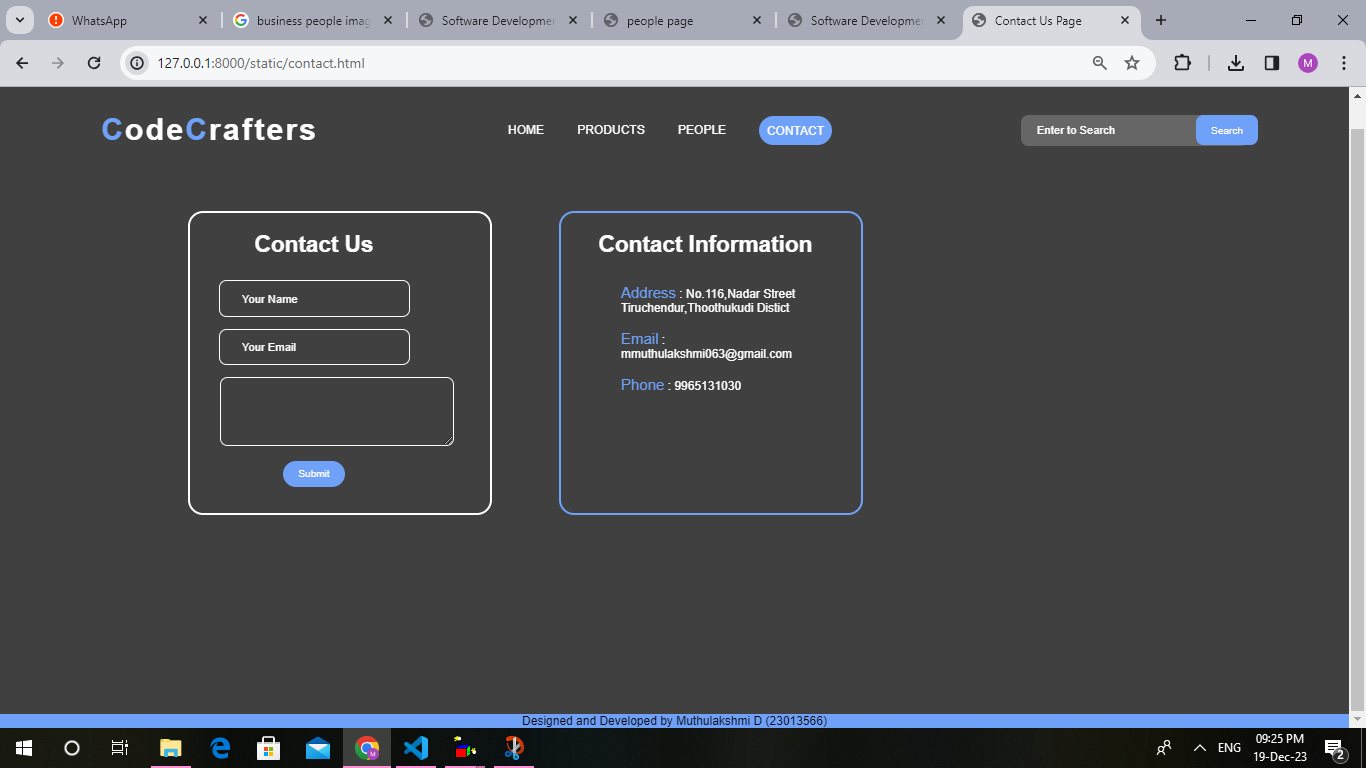 WhatsApp
business people imag
Software Developmen
people page
Software Developme
Contact Us Page
127.0.0.1:8000/static/contact.html
M
CodeCrafters
HOME
PRODUCTS
PEOPLE
CONTACT
Enter to Search
Search
Contact Us
Your Name
Your Email
Submit
Contact Information
Address : No.116,Nadar Street
Tiruchendur,Thoothukudi Distict
Email :
mmuthulakshmi063@gmail.com
Phone : 9965131030
Designed and Developed by Muthulakshmi D (23013566)
ENG
09:25 PM
19-Dec-23
2